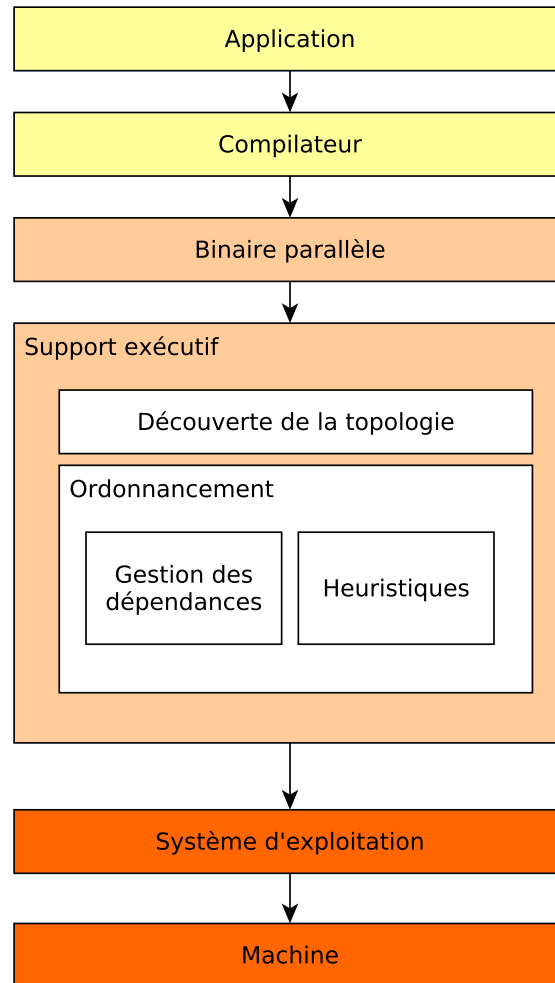 Application
Compilateur
Binaire parallèle
Support exécutif
Découverte de la topologie
Ordonnancement
Gestion des
dépendances
Heuristiques
Système d'exploitation
Machine